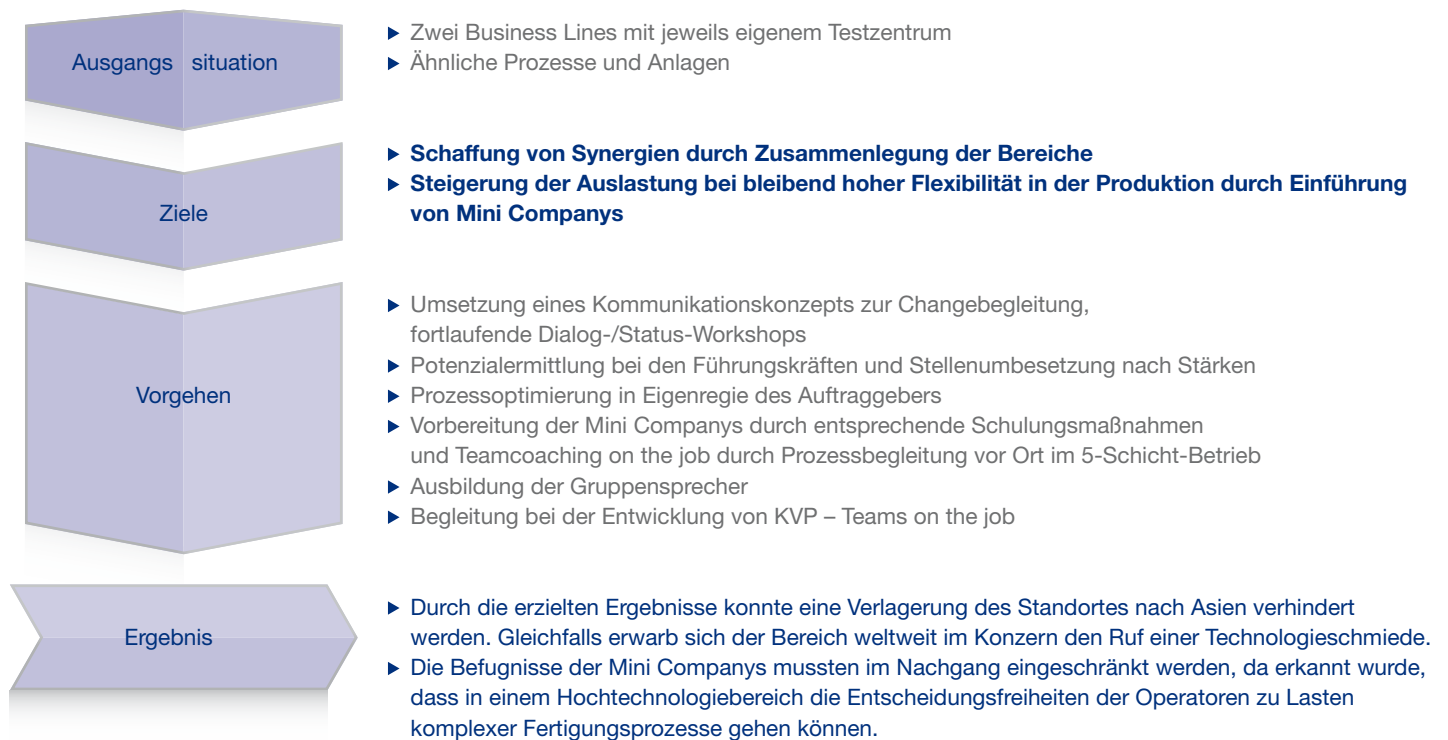 Ausgangs situation
▶ Zwei Business Lines mit jeweils eigenem Testzentrum
▶ Ähnliche Prozesse und Anlagen
Ziele
▶ Schaffung von Synergien durch Zusammenlegung der Bereiche
▶ Steigerung der Auslastung bei bleibend hoher Flexibilität in der Produktion durch Einführung
von Mini Companys
Vorgehen
▶ Umsetzung eines Kommunikationskonzepts zur Changebegleitung,
fortlaufende Dialog-/Status-Workshops
▶ Potenzialermittlung bei den Führungskräften und Stellenumbesetzung nach Stärken
▶ Prozessoptimierung in Eigenregie des Auftraggebers
▶ Vorbereitung der Mini Companys durch entsprechende Schulungsmaßnahmen
und Teamcoaching on the job durch Prozessbegleitung vor Ort im 5-Schicht-Betrieb
▶ Ausbildung der Gruppensprecher
▶ Begleitung bei der Entwicklung von KVP – Teams on the job
Ergebnis
▶ Durch die erzielten Ergebnisse konnte eine Verlagerung des Standortes nach Asien verhindert
werden. Gleichfalls erwarb sich der Bereich weltweit im Konzern den Ruf einer Technologieschmiede.
▶ Die Befugnisse der Mini Companys mussten im Nachgang eingeschränkt werden, da erkannt wurde,
dass in einem Hochtechnologiebereich die Entscheidungsfreiheiten der Operatoren zu Lasten
komplexer Fertigungsprozesse gehen können.